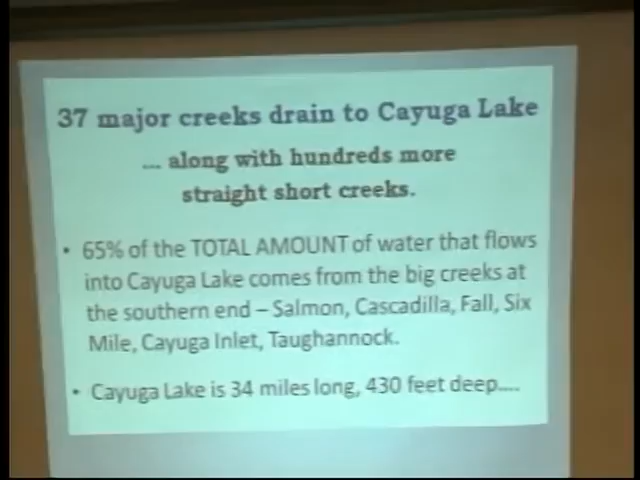 37 major creeks drain to Cayuga Lake
... along with hundreds more
straight short creeks.
• 65% of the TOTAL AMOUNT of water that flows
into Cayuga Lake comes from the big creeks at
the southern end – Salmon, Cascadilla, Fall, Six
Mile, Cayuga Inlet, Taughannock.
• Cayuga Lake is 34 miles long, 430 feet deep....